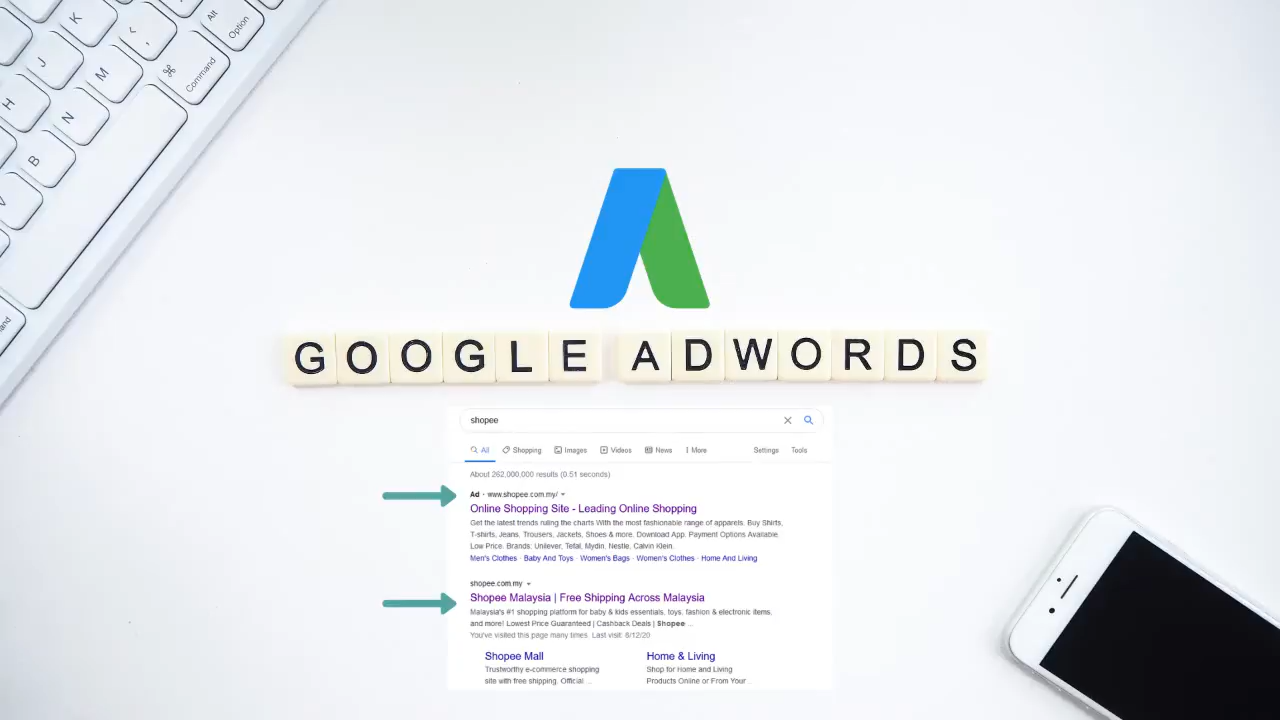 K
Alt
Option
J
<
,
⌘
Command
H
M
N
B
V
GOOGLE ADWORDS
shopee
All Shopping Images Videos News More Settings Tools
About 262,000,000 results (0.51 seconds)
Ad · www.shopee.com.my/
Online Shopping Site - Leading Online Shopping
Get the latest trends ruling the charts With the most fashionable range of apparels. Buy Shirts,
T-shirts, Jeans, Trousers, Jackets, Shoes & more. Download App. Payment Options Available.
Low Price. Brands: Unilever, Tefal, Mydin, Nestle, Calvin Klein.
Men's Clothes · Baby And Toys · Women's Bags · Women's Clothes · Home And Living
shopee.com.my
Shopee Malaysia | Free Shipping Across Malaysia
Malaysia's #1 shopping platform for baby & kids essentials, toys, fashion & electronic items,
and more! Lowest Price Guaranteed | Cashback Deals | Shopee ...
You've visited this page many times. Last visit: 8/12/20
Shopee Mall Home & Living
Trustworthy e-commerce shopping Shop for Home and Living
site with free shipping. Official ... Products Online or From Your ...